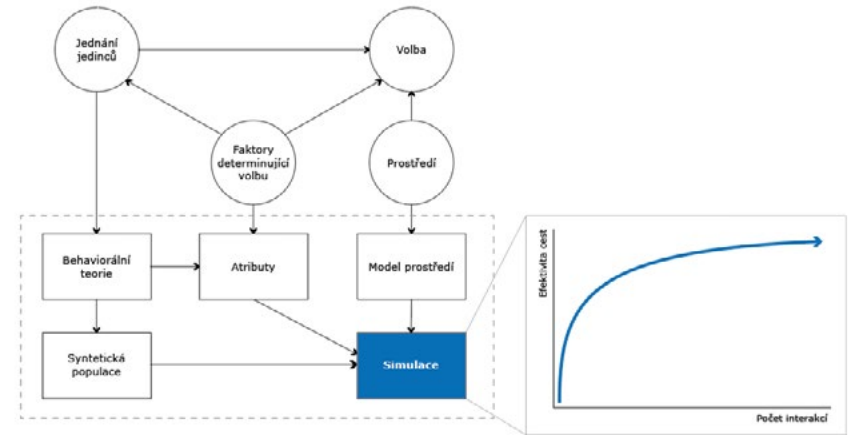 Jednání
jedinců
Volba
Faktory
determinující
volbu
Prostředí
Behaviorální
teorie
Atributy
Model prostředí
Syntetická
populace
Simulace
Efektivita cest
Počet interakcí